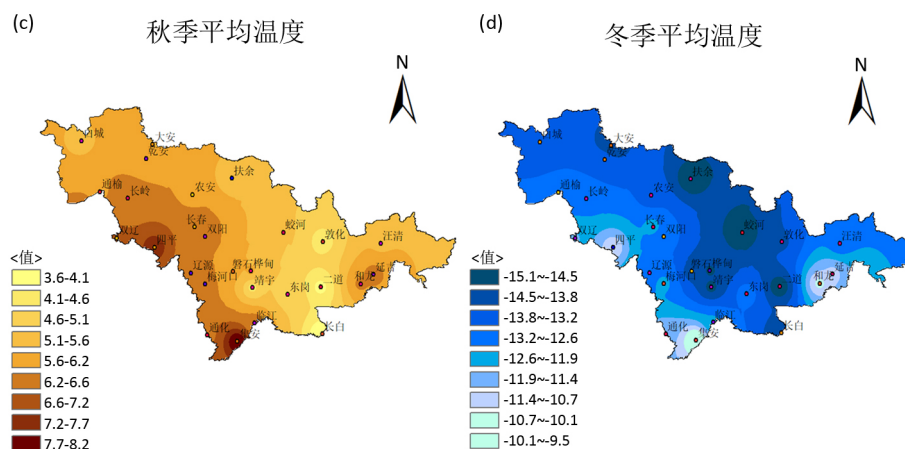 (c)
秋季平均温度
N
白城
大安
乾安
扶余
通榆
长岭
农安
长春
双阳
蛟河
敦化
汪清
双辽
四平
辽源
磐石
桦甸
延吉
梅河口
靖宇
东岗
二道
和龙
临江
通化
集安
长白
<值>
3.6-4.1
4.1-4.6
4.6-5.1
5.1-5.6
5.6-6.2
6.2-6.6
6.6-7.2
7.2-7.7
7.7-8.2
(d)
冬季平均温度
N
白城
大安
乾安
扶余
通榆
长岭
农安
长春
双阳
蛟河
敦化
汪清
双辽
四平
辽源
磐石
桦甸
延吉
梅河口
靖宇
东岗
二道
和龙
临江
通化
集安
长白
<值>
-15.1~-14.5
-14.5~-13.8
-13.8~-13.2
-13.2~-12.6
-12.6~-11.9
-11.9~-11.4
-11.4~-10.7
-10.7~-10.1
-10.1~-9.5